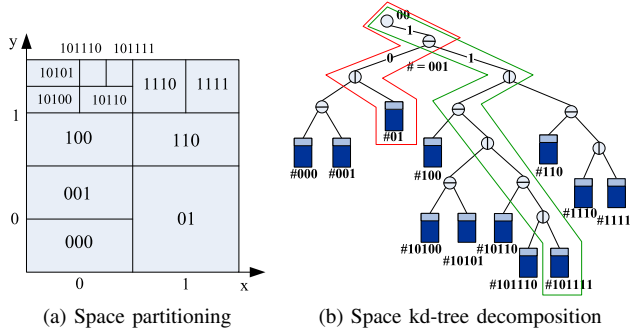 y
101110 101111
10101
1110 1111
10100 10110
1
100 110
001
01
0
000
0 1 x
(a) Space partitioning
00
1
0 # = 001 1
#01
#000 #001 #100 #110
#1110 #1111
#10100 #10101 #10110
#101110 #101111
(b) Space kd-tree decomposition